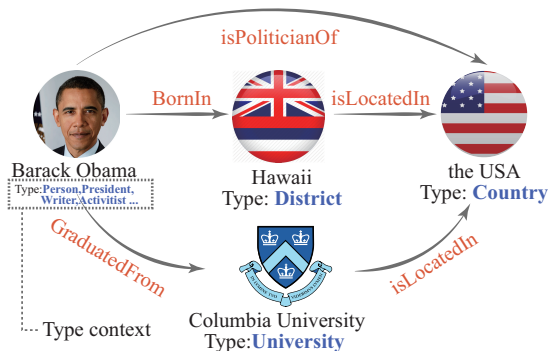 isPoliticianOf
BornIn
isLocatedIn
Barack Obama
Type:Person,President,
Writer,Activitist ...
Hawaii
Type: District
the USA
Type: Country
GraduatedFrom
isLocatedIn
Columbia University
Type:University
Type context